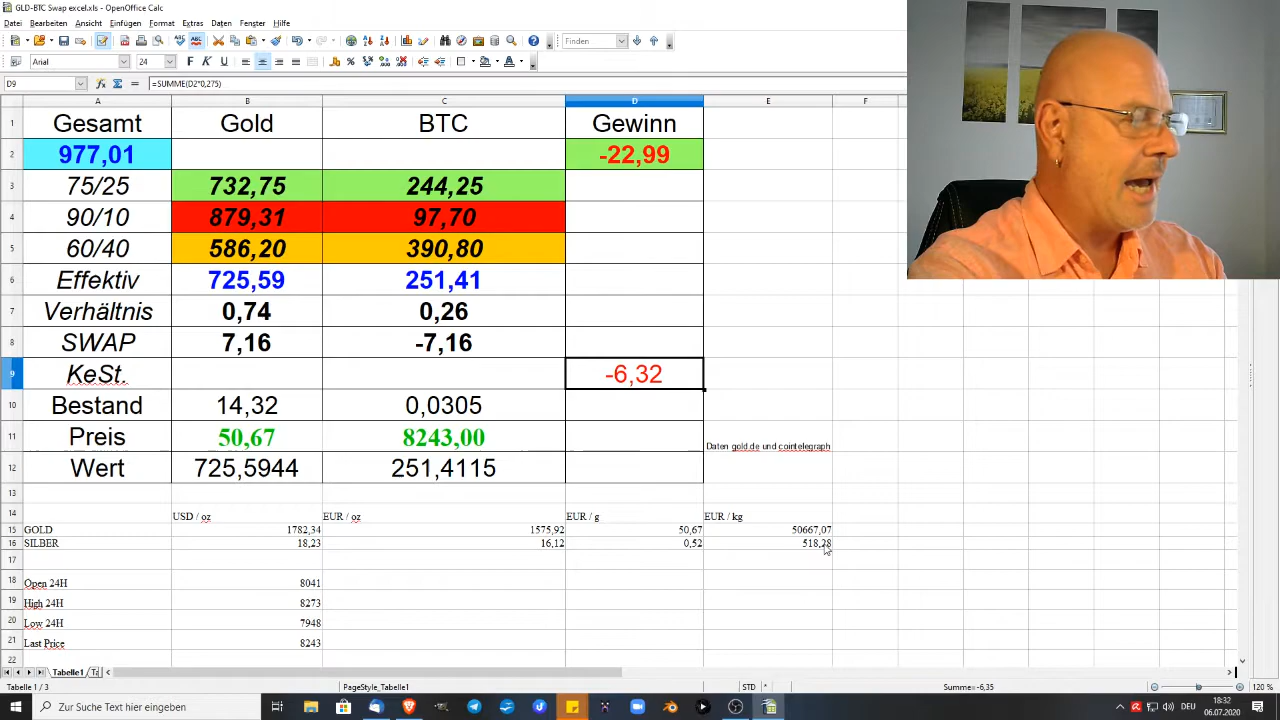 GLD-BTC Swap excel.xls - OpenOffice Calc
Datei Bearbeiten Ansicht Einfügen Format Extras Daten Fenster Hilfe
Finden
Arial 24
D9 =SUMME(D2*0,275)
A B C D E F
1 Gesamt Gold BTC Gewinn
2 977,01 -22,99
3 75/25 732,75 244,25
4 90/10 879,31 97,70
5 60/40 586,20 390,80
6 Effektiv 725,59 251,41
7 Verhältnis 0,74 0,26
8 SWAP 7,16 -7,16
9 KeSt. -6,32
10 Bestand 14,32 0,0305
11 Preis 50,67 8243,00 Daten gold.de und cointelegraph
12 Wert 725,5944 251,4115
13
14 USD / oz EUR / oz EUR / g EUR / kg
15 GOLD 1782,34 1575,92 50,67 50667,07
16 SILBER 18,23 16,12 0,52 518,28
17
18 Open 24H 8041
19 High 24H 8273
20 Low 24H 7948
21 Last Price 8243
22
Tabelle1
Tabelle 1 / 3 PageStyle_Tabelle1 STD * Summe=-6,35 120 %
Zur Suche Text hier eingeben
DEU
18:32
06.07.2020